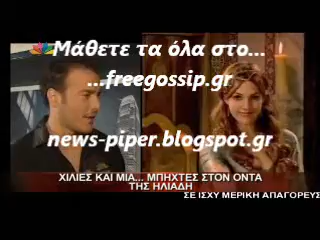 Μάθετε τα όλα στο...
...freegossip.gr
news-piper.blogspot.gr
ΧΙΛΙΕΣ ΚΑΙ ΜΙΑ... ΜΠΗΧΤΕΣ ΣΤΟΝ ΟΝΤΑ
ΤΗΣ ΗΛΙΑΔΗ
ΣΕ ΙΣΧΥ ΜΕΡΙΚΗ ΑΠΑΓΟΡΕΥΣ